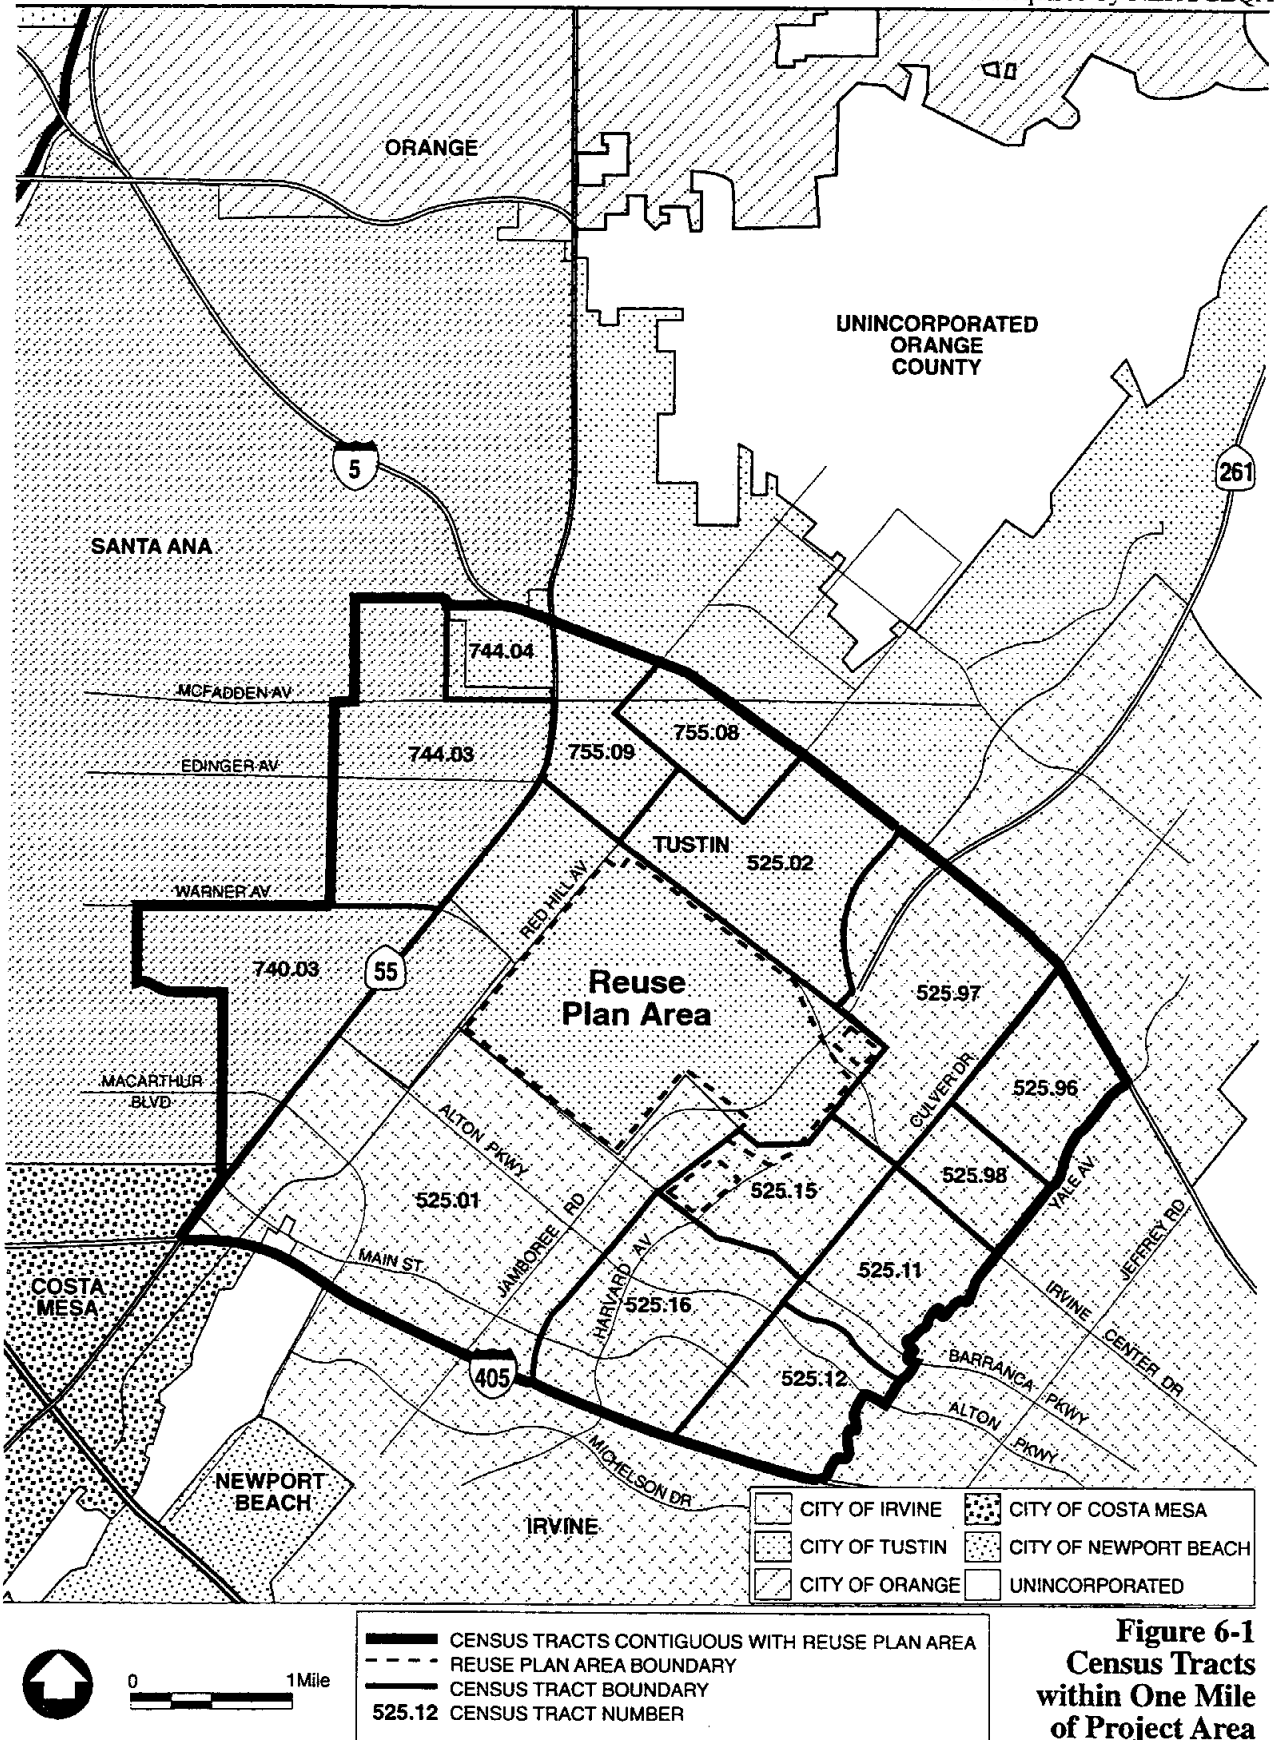 ORANGE
UNINCORPORATED
ORANGE
COUNTY
5
261
SANTA ANA
744.04
MCFADDEN AV
755.08
744.03
755.09
EDINGER AV
TUSTIN
525.02
WARNER AV
RED HILL AV
740.03
55
Reuse
Plan Area
525.97
MACARTHUR
BLVD
CULVER DR
525.96
ALTON PKWY
525.98
525.15
525.01
YALE AV
JEFFREY RD
JAMBOREE RD
MAIN ST
HARVARD AV
525.11
COSTA
MESA
525.16
IRVINE CENTER DR
405
525.12
BARRANCA PKWY
ALTON PKWY
MICHELSON DR
NEWPORT
BEACH
IRVINE
CITY OF IRVINE
CITY OF COSTA MESA
CITY OF TUSTIN
CITY OF NEWPORT BEACH
CITY OF ORANGE
UNINCORPORATED
CENSUS TRACTS CONTIGUOUS WITH REUSE PLAN AREA
REUSE PLAN AREA BOUNDARY
CENSUS TRACT BOUNDARY
525.12 CENSUS TRACT NUMBER
0 1 Mile
Figure 6-1
Census Tracts
within One Mile
of Project Area